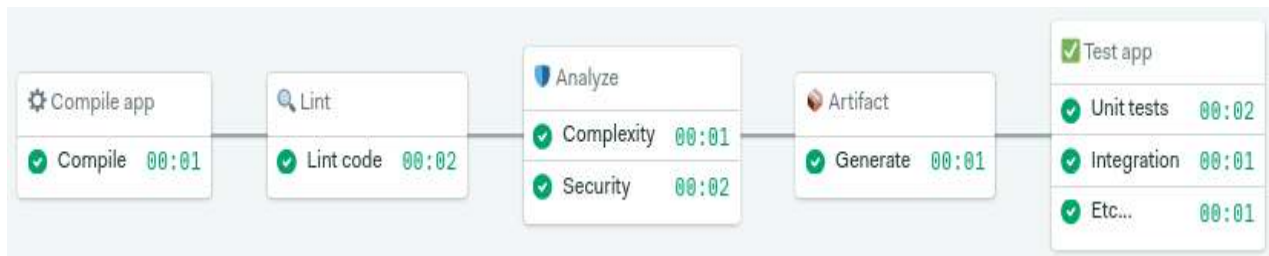 Compile app
Compile 00:01
Lint
Lint code 00:02
Analyze
Complexity 00:01
Security 00:02
Artifact
Generate 00:01
Test app
Unit tests 00:02
Integration 00:01
Etc... 00:01